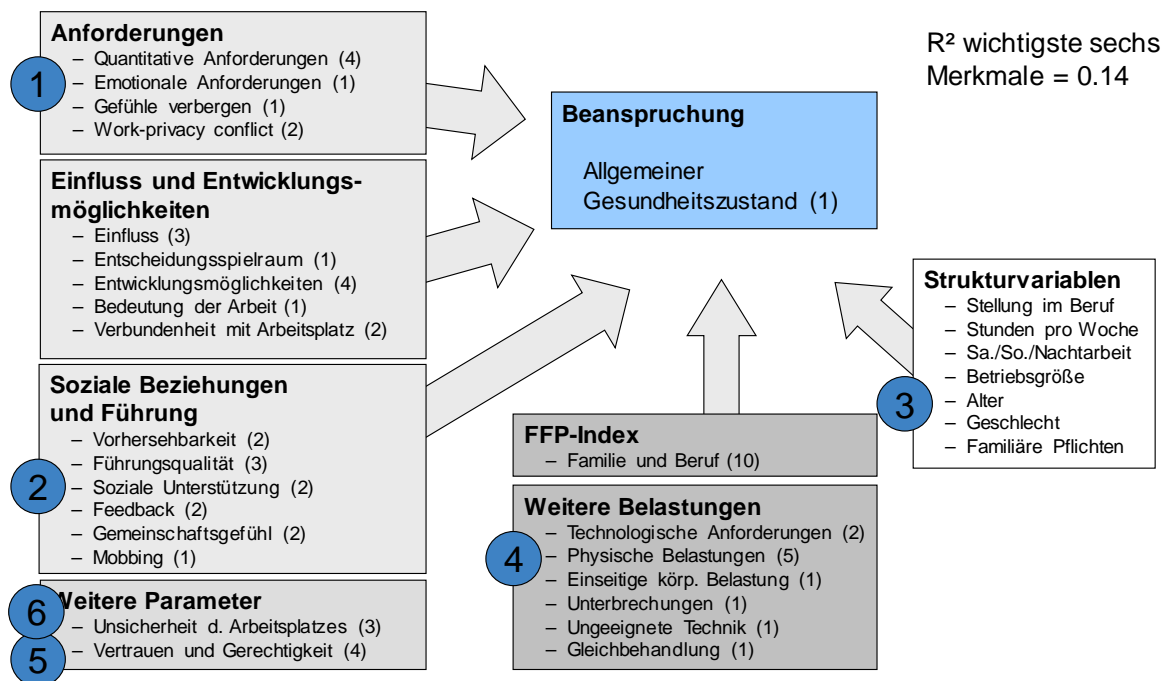 Anforderungen
– Quantitative Anforderungen (4)
– Emotionale Anforderungen (1)
– Gefühle verbergen (1)
– Work-privacy conflict (2)
1
Einfluss und Entwicklungs-
möglichkeiten
– Einfluss (3)
– Entscheidungsspielraum (1)
– Entwicklungsmöglichkeiten (4)
– Bedeutung der Arbeit (1)
– Verbundenheit mit Arbeitsplatz (2)
Soziale Beziehungen
und Führung
– Vorhersehbarkeit (2)
– Führungsqualität (3)
– Soziale Unterstützung (2)
– Feedback (2)
– Gemeinschaftsgefühl (2)
– Mobbing (1)
2
Weitere Parameter
– Unsicherheit d. Arbeitsplatzes (3)
– Vertrauen und Gerechtigkeit (4)
6
5
Beanspruchung
Allgemeiner
Gesundheitszustand (1)
R² wichtigste sechs
Merkmale = 0.14
Strukturvariablen
– Stellung im Beruf
– Stunden pro Woche
– Sa./So./Nachtarbeit
– Betriebsgröße
– Alter
– Geschlecht
– Familiäre Pflichten
3
FFP-Index
– Familie und Beruf (10)
Weitere Belastungen
– Technologische Anforderungen (2)
– Physische Belastungen (5)
– Einseitige körp. Belastung (1)
– Unterbrechungen (1)
– Ungeeignete Technik (1)
– Gleichbehandlung (1)
4